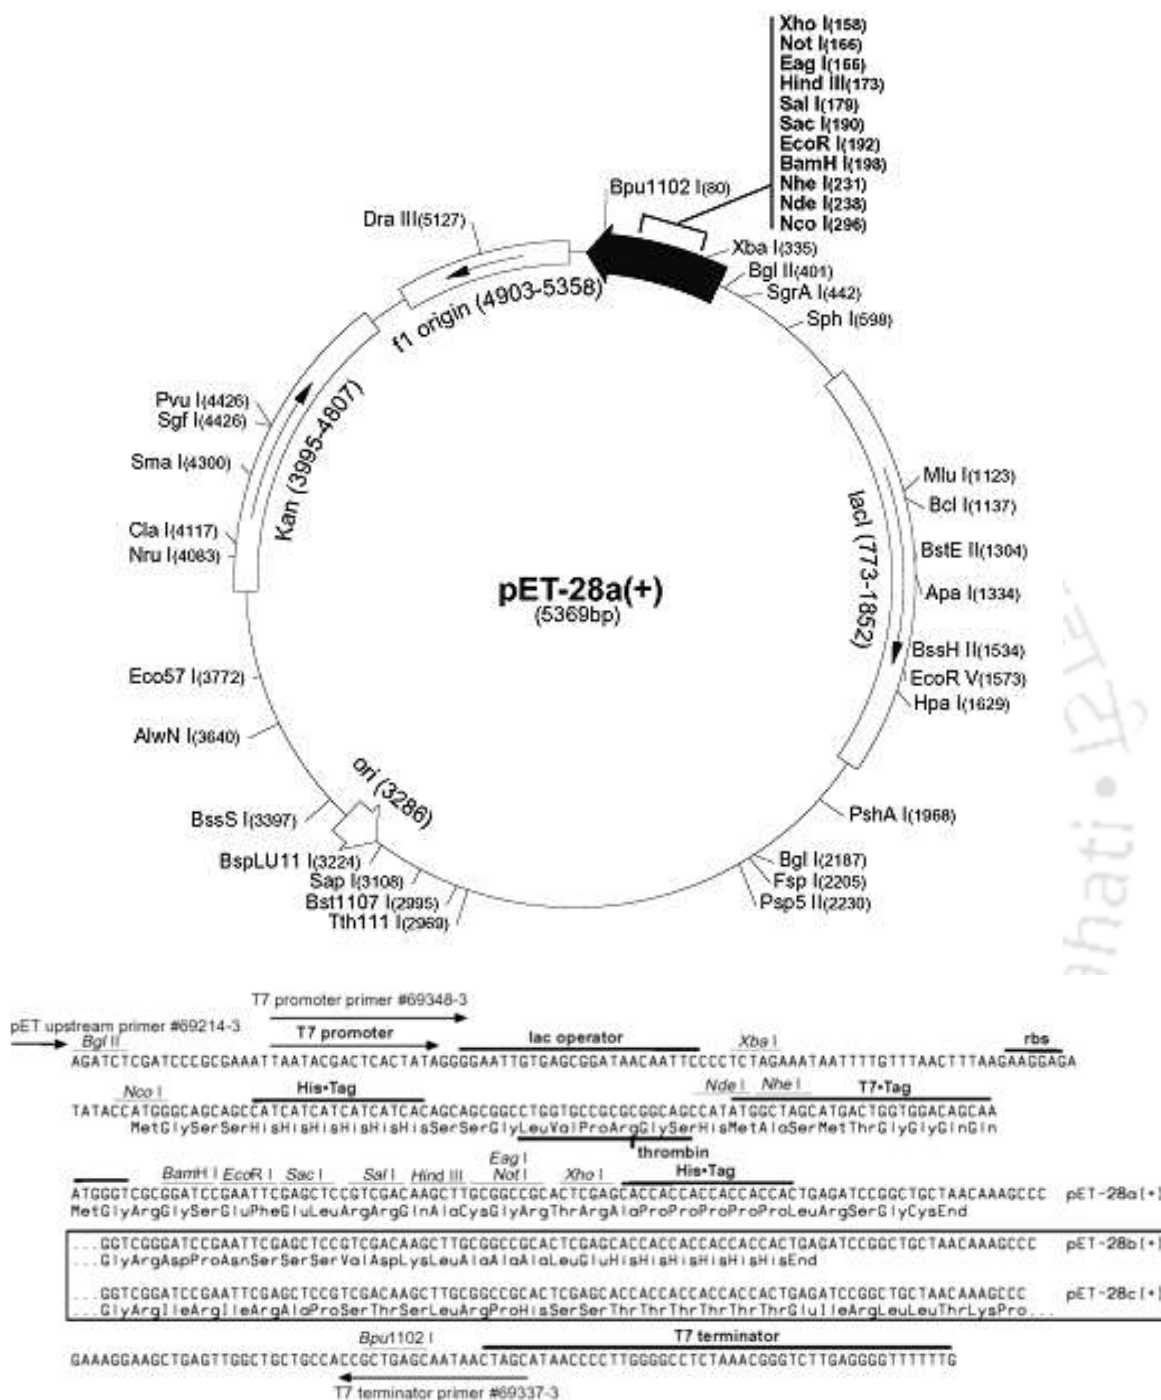 Xho I(158)
Not I(166)
Eag I(166)
Hind III(173)
Sal I(179)
Sac I(190)
EcoR I(192)
BamH I(198)
Nhe I(231)
Nde I(238)
Nco I(296)
Bpu1102 I(80)
Dra III(5127)
Xba I(335)
Bgl II(401)
SgrA I(442)
Sph I(598)
f1 origin (4903-5358)
Pvu I(4426)
Sgf I(4426)
Sma I(4300)
Kan (3995-4807)
Cla I(4117)
Nru I(4083)
lacI (773-1852)
Mlu I(1123)
Bcl I(1137)
BstE II(1304)
Apa I(1334)
pET-28a(+)
(5369bp)
BssH II(1534)
EcoR V(1573)
Hpa I(1629)
Eco57 I(3772)
AlwN I(3640)
ori (3286)
BssS I(3397)
PshA I(1968)
BspLU11 I(3224)
Sap I(3108)
Bst1107 I(2995)
Tth111 I(2969)
Bgl I(2187)
Fsp I(2205)
Psp5 II(2230)
hati •
T7 promoter primer #69348-3
pET upstream primer #69214-3
Bgl II T7 promoter lac operator Xba I rbs
AGATCTCGATCCCGCGAAATTAATACGACTCACTATAGGGGAATTGTGAGCGGATAACAATTCCCCTCTAGAAATAATTTTGTTTAACTTTAAGAAGGAGA
Nco I His•Tag Nde I Nhe I T7•Tag
TATACCATGGGCAGCAGCCATCATCATCATCATCACAGCAGCGGCCTGGTGCCGCGCGGCAGCCATATGGCTAGCATGACTGGTGGACAGCAA
MetGlySerSerHisHisHisHisHisHisSerSerGlyLeuValProArgGlySerHisMetAlaSerMetThrGlyGlyGlnGln
thrombin
BamH I EcoR I Sac I Sal I Hind III Eag I Not I Xho I His•Tag
ATGGGTCGCGGATCCGAATTCGAGCTCCGTCGACAAGCTTGCGGCCGCACTCGAGCACCACCACCACCACCACTGAGATCCGGCTGCTAACAAAGCCC pET-28a(+)
MetGlyArgGlySerGluPheGluLeuArgArgGlnAlaCysGlyArgThrArgAlaProProProProProLeuArgSerGlyCysEnd
...GGTCGGGATCCGAATTCGAGCTCCGTCGACAAGCTTGCGGCCGCACTCGAGCACCACCACCACCACCACTGAGATCCGGCTGCTAACAAAGCCC pET-28b(+)
...GlyArgAspProAsnSerSerSerValAspLysLeuAlaAlaAlaLeuGluHisHisHisHisHisHisEnd
...GGTCGGATCCGAATTCGAGCTCCGTCGACAAGCTTGCGGCCGCACTCGAGCACCACCACCACCACCACTGAGATCCGGCTGCTAACAAAGCCC pET-28c(+)
...GlyArgIleArgIleArgAlaProSerThrSerLeuArgProHisSerSerThrThrThrThrThrThrGluIleArgLeuLeuThrLysPro...
Bpu1102 I T7 terminator
GAAAGGAAGCTGAGTTGGCTGCTGCCACCGCTGAGCAATAACTAGCATAACCCCTTGGGGCCTCTAAACGGGTCTTGAGGGGTTTTTTG
T7 terminator primer #69337-3